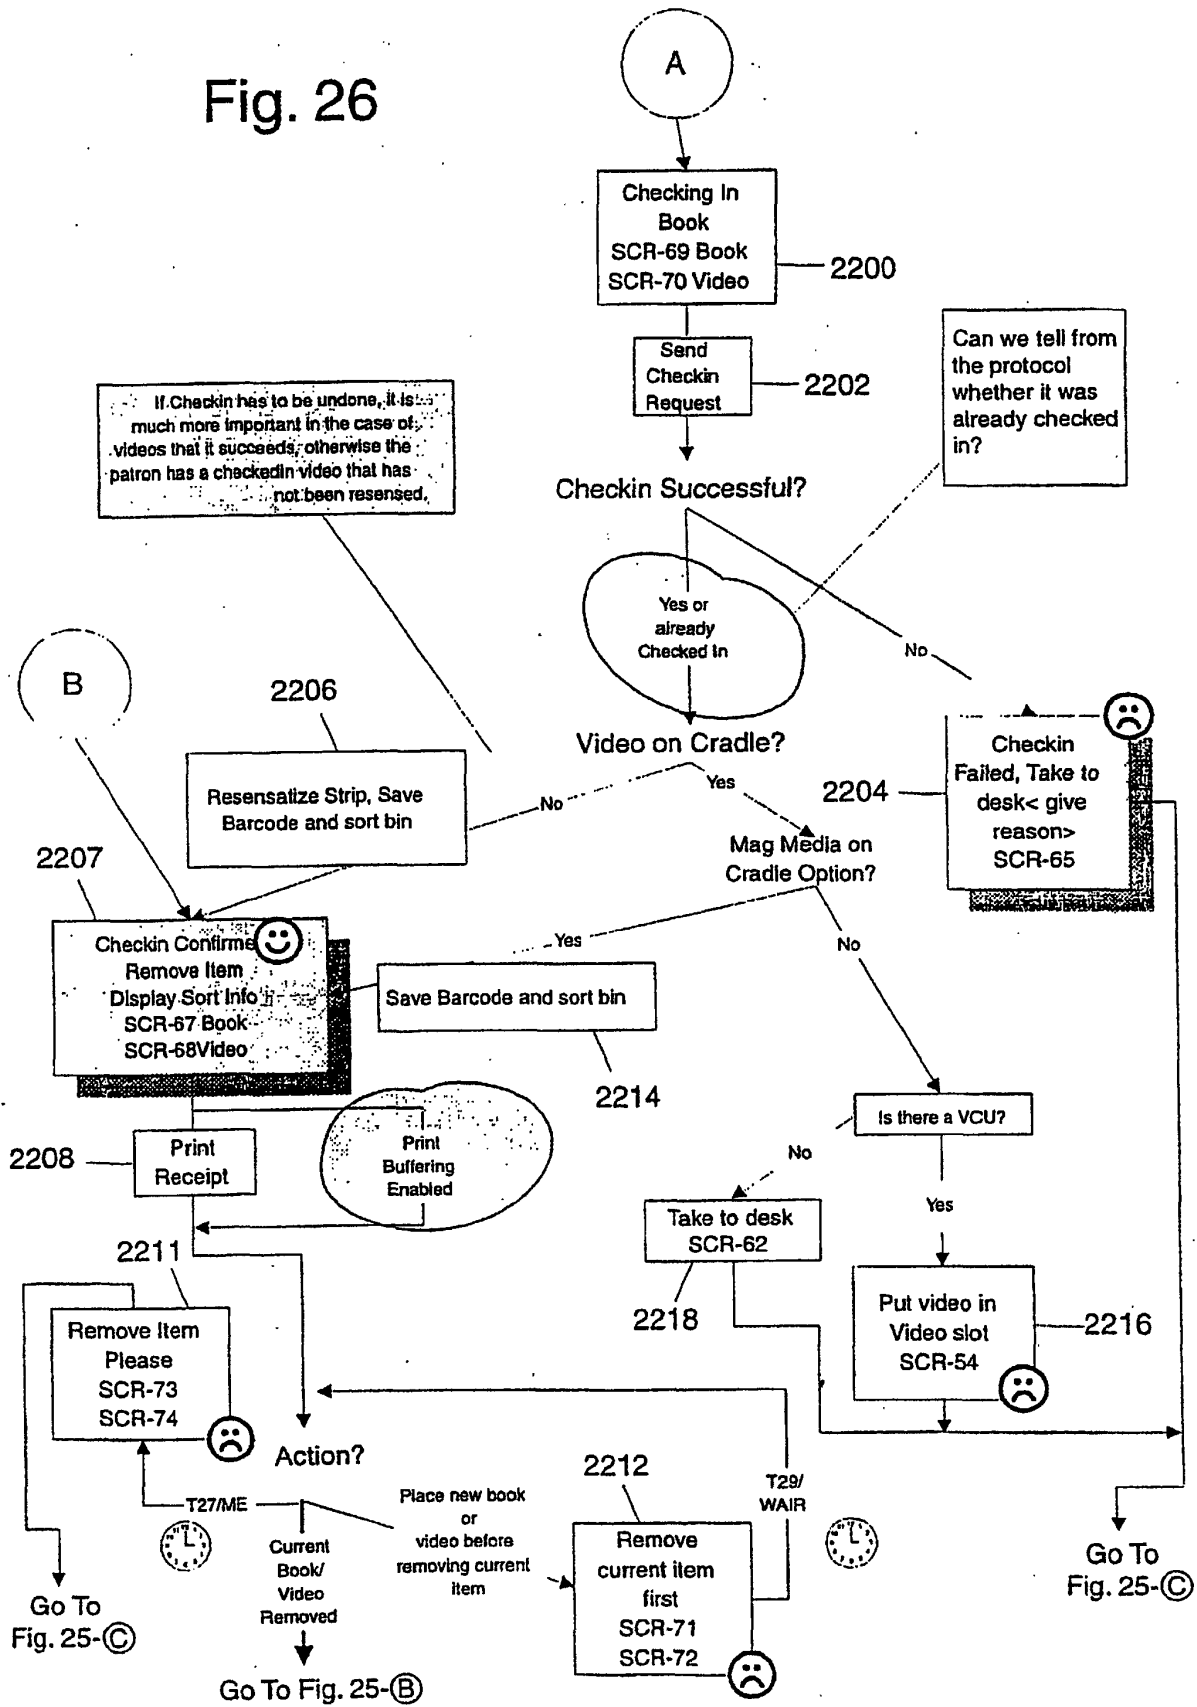 Fig. 26
A
Checking In
Book
SCR-69 Book
SCR-70 Video
2200
Send
Checkin
Request
2202
Can we tell from
the protocol
whether it was
already checked
in?
If Checkin has to be undone, it is
much more important in the case of
videos that it succeeds, otherwise the
patron has a checkedin video that has
not been resensed.
Checkin Successful?
Yes or
already
Checked In
No
B
2206
Resensatize Strip, Save
Barcode and sort bin
Video on Cradle?
No
Yes
2204
Checkin
Failed, Take to
desk< give
reason>
SCR-65
Mag Media on
Cradle Option?
Yes
No
2207
Checkin Confirme
Remove Item
Display Sort Info
SCR-67 Book
SCR-68Video
Save Barcode and sort bin
2214
Is there a VCU?
No
Yes
2208
Print
Receipt
Print
Buffering
Enabled
Take to desk
SCR-62
2218
Put video in
Video slot
SCR-54
2216
2211
Remove Item
Please
SCR-73
SCR-74
Action?
T27/ME
Current
Book/
Video
Removed
Place new book
or
video before
removing current
item
2212
Remove
current item
first
SCR-71
SCR-72
T29/
WAIR
Go To
Fig. 25-C
Go To Fig. 25-B
Go To
Fig. 25-C